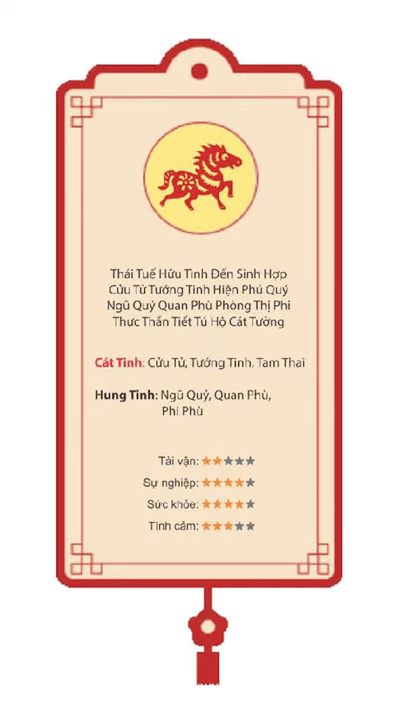 Thái Tuế Hữu Tình Đến Sinh Hợp
Cửu Tử Tướng Tinh Hiện Phú Quý
Ngũ Quỷ Quan Phù Phòng Thị Phi
Thực Thần Tiết Tú Hộ Cát Tường
Cát Tinh: Cửu Tử, Tướng Tinh, Tam Thai
Hung Tinh: Ngũ Quỷ, Quan Phù,
Phi Phù
Tài vận: ★★★★★
Sự nghiệp: ★★★★★
Sức khỏe: ★★★★★
Tình cảm: ★★★★★